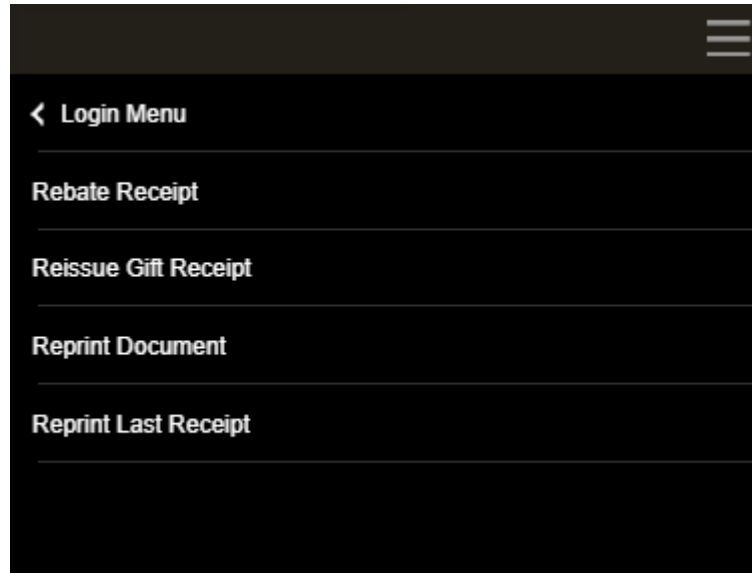 Login Menu
Rebate Receipt
Reissue Gift Receipt
Reprint Document
Reprint Last Receipt